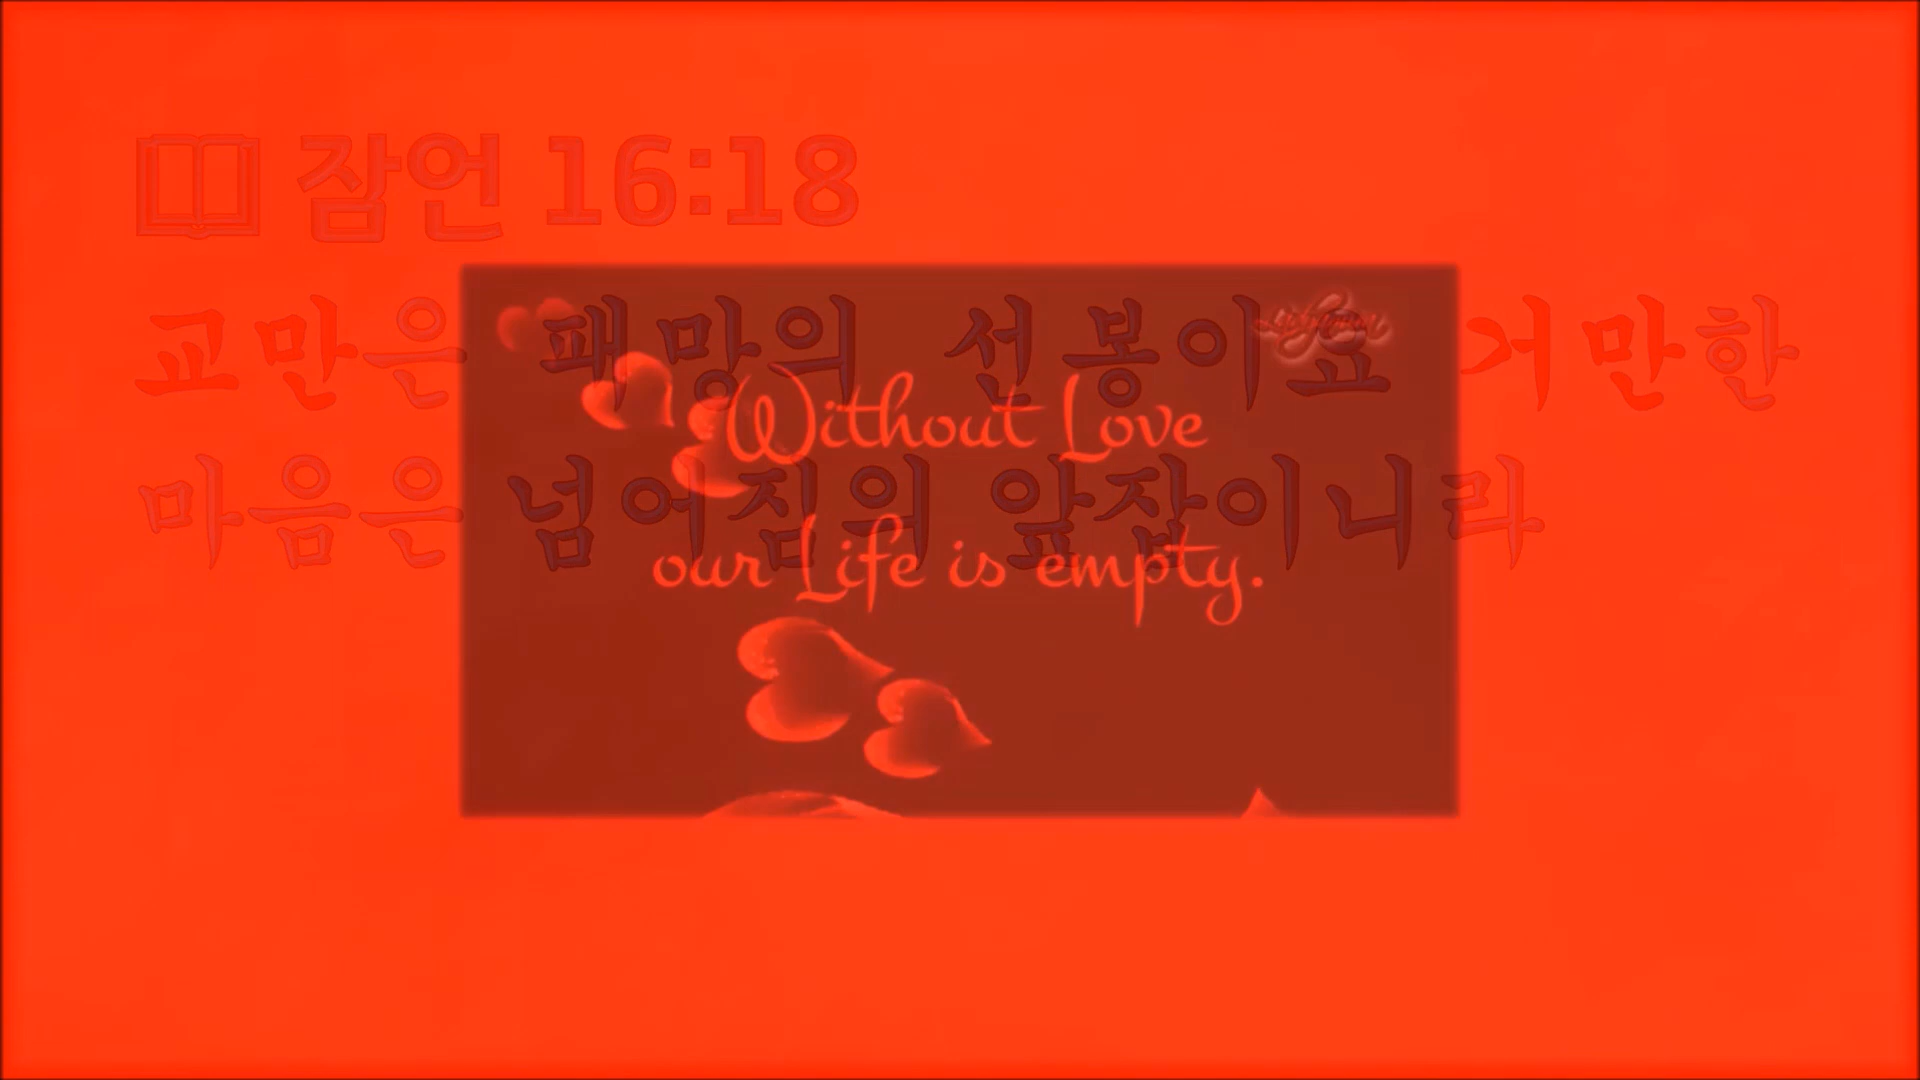 📖 잠언 16:18
교만은 패망의 선봉이요 거만한
마음은 넘어짐의 앞잡이니라
Without Love
our Life is empty.